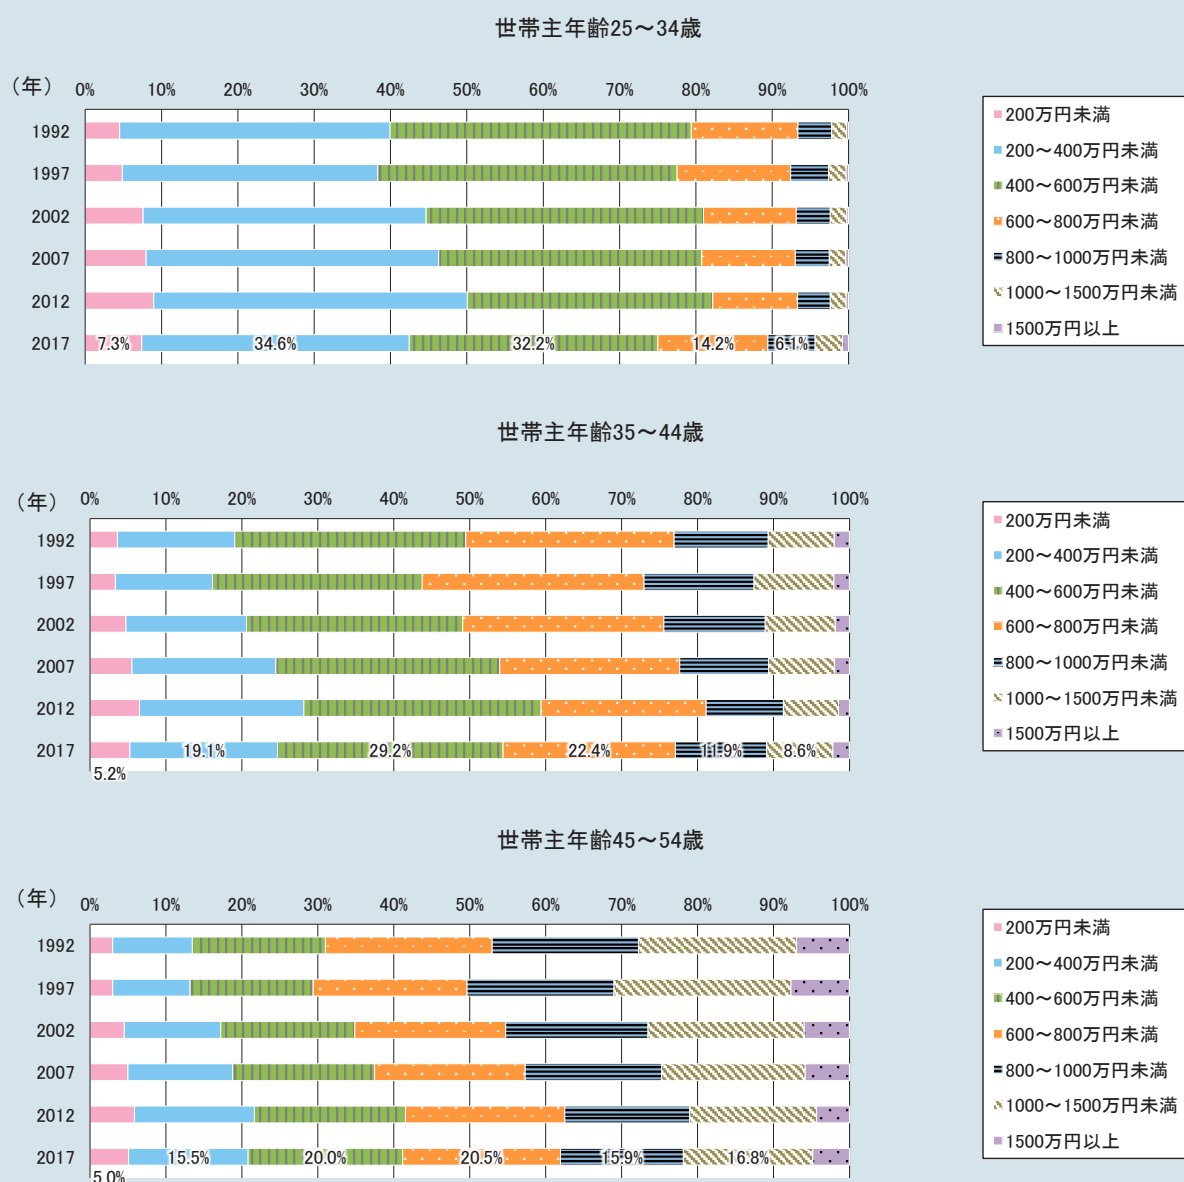 世帯主年齢25～34歳
（年） 0% 10% 20% 30% 40% 50% 60% 70% 80% 90% 100%
1992
1997
2002
2007
2012
2017 7.3% 34.6% 32.2% 14.2% 6.1%
200万円未満
200～400万円未満
400～600万円未満
600～800万円未満
800～1000万円未満
1000～1500万円未満
1500万円以上
世帯主年齢35～44歳
（年） 0% 10% 20% 30% 40% 50% 60% 70% 80% 90% 100%
1992
1997
2002
2007
2012
2017 19.1% 29.2% 22.4% 11.9% 8.6%
5.2%
200万円未満
200～400万円未満
400～600万円未満
600～800万円未満
800～1000万円未満
1000～1500万円未満
1500万円以上
世帯主年齢45～54歳
（年） 0% 10% 20% 30% 40% 50% 60% 70% 80% 90% 100%
1992
1997
2002
2007
2012
2017 15.5% 20.0% 20.5% 15.9% 16.8%
5.0%
200万円未満
200～400万円未満
400～600万円未満
600～800万円未満
800～1000万円未満
1000～1500万円未満
1500万円以上